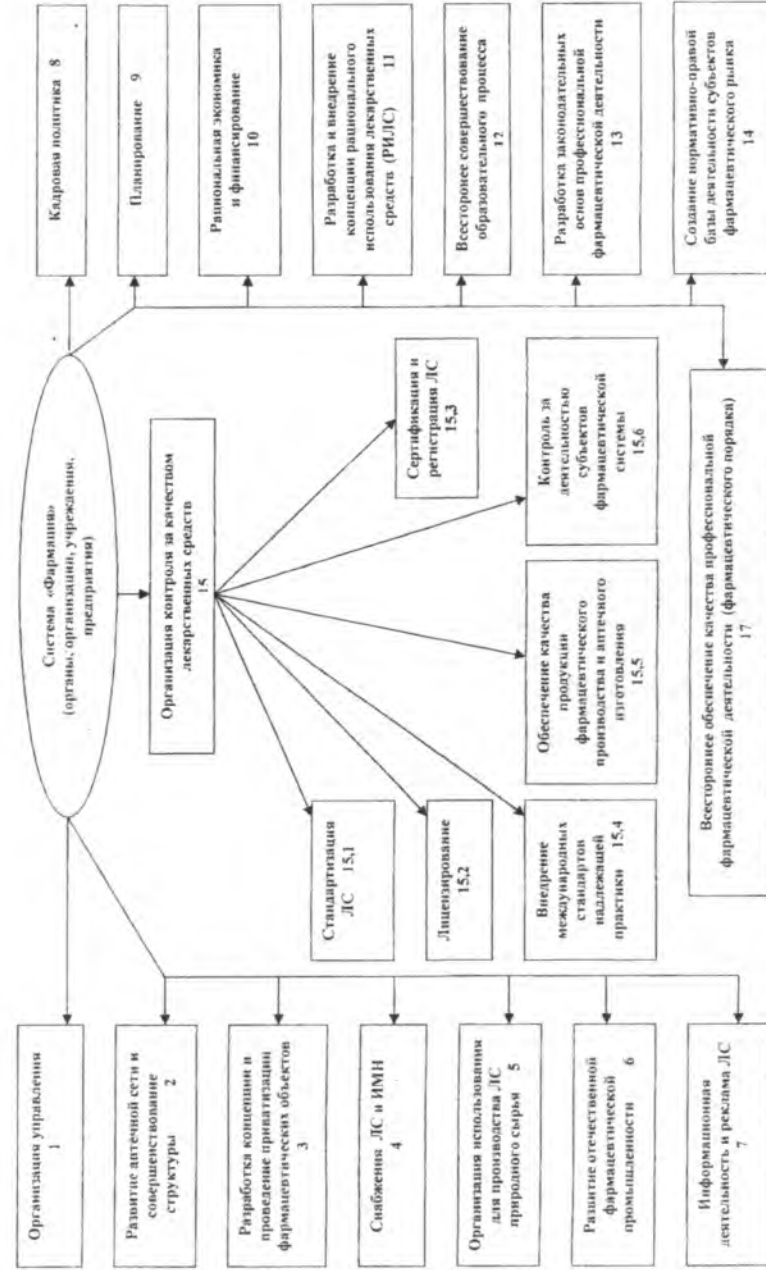 Система «Фармация»
(органы, организации, учреждения,
предприятия)
Организация управления
1
Развитие аптечной сети и
совершенствование
структуры 2
Разработка концепции и
проведение приватизации
фармацевтических объектов
3
Снабжения ЛС и ИМН
4
Организация использования
для производства ЛС
природного сырья 5
Развитие отечественной
фармацевтической
промышленности 6
Информационная
деятельность и реклама ЛС
7
Организация контроля за качеством
лекарственных средств
15
Стандартизация
ЛС 15,1
Лицензирование
15,2
Сертификация и
регистрация ЛС
15,3
Внедрение
международных
стандартов
надлежащей
практики 15,4
Обеспечение качества
продукции
фармацевтического
производства и аптечного
изготовления
15,5
Контроль за
деятельностью
субъектов
фармацевтической
системы
15,6
Кадровая политика 8
Планирование 9
Рациональная экономика
и финансирование
10
Разработка и внедрение
концепции рационального
использования лекарственных
средств (РИЛС) 11
Всесторонее совершествование
образовательного процесса
12
Разработка законодательных
основ профессиональной
фармацевтической деятельности
13
Создание нормативно-правой
базы деятельности субъектов
фармацевтического рынка
14
Всестороннее обеспечение качества профессиональной
фармацевтической деятельности (фармацевтического порядка)
17